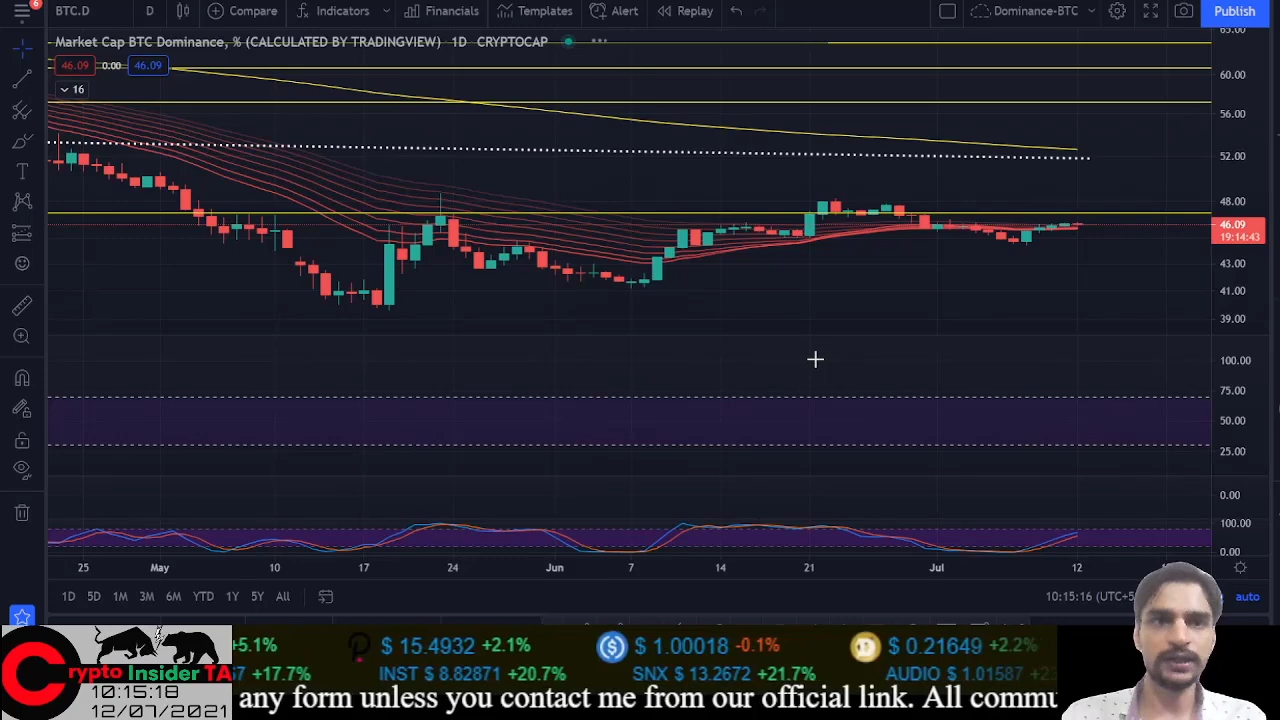 6
BTC.D D Compare Indicators Financials Templates Alert Replay Dominance-BTC Publish
Market Cap BTC Dominance, % (CALCULATED BY TRADINGVIEW) 1D CRYPTOCAP
46.09 0.00 46.09
16
60.00
56.00
52.00
48.00
46.09
19:14:43
43.00
41.00
39.00
100.00
75.00
50.00
25.00
0.00
100.00
0.00
25 May 10 17 24 Jun 7 14 21 Jul 12
1D 5D 1M 3M 6M YTD 1Y 5Y All 10:15:16 (UTC+5 auto
+5.1% $ 15.4932 +2.1% $ 1.00018 -0.1% $ 0.21649 +2.2%
+17.7% INST $ 8.82871 +20.7% SNX $ 13.2672 +21.7% AUDIO $ 1.01587
Crypto Insider TA
10:15:18
12/07/2021
any form unless you contact me from our official link. All commu